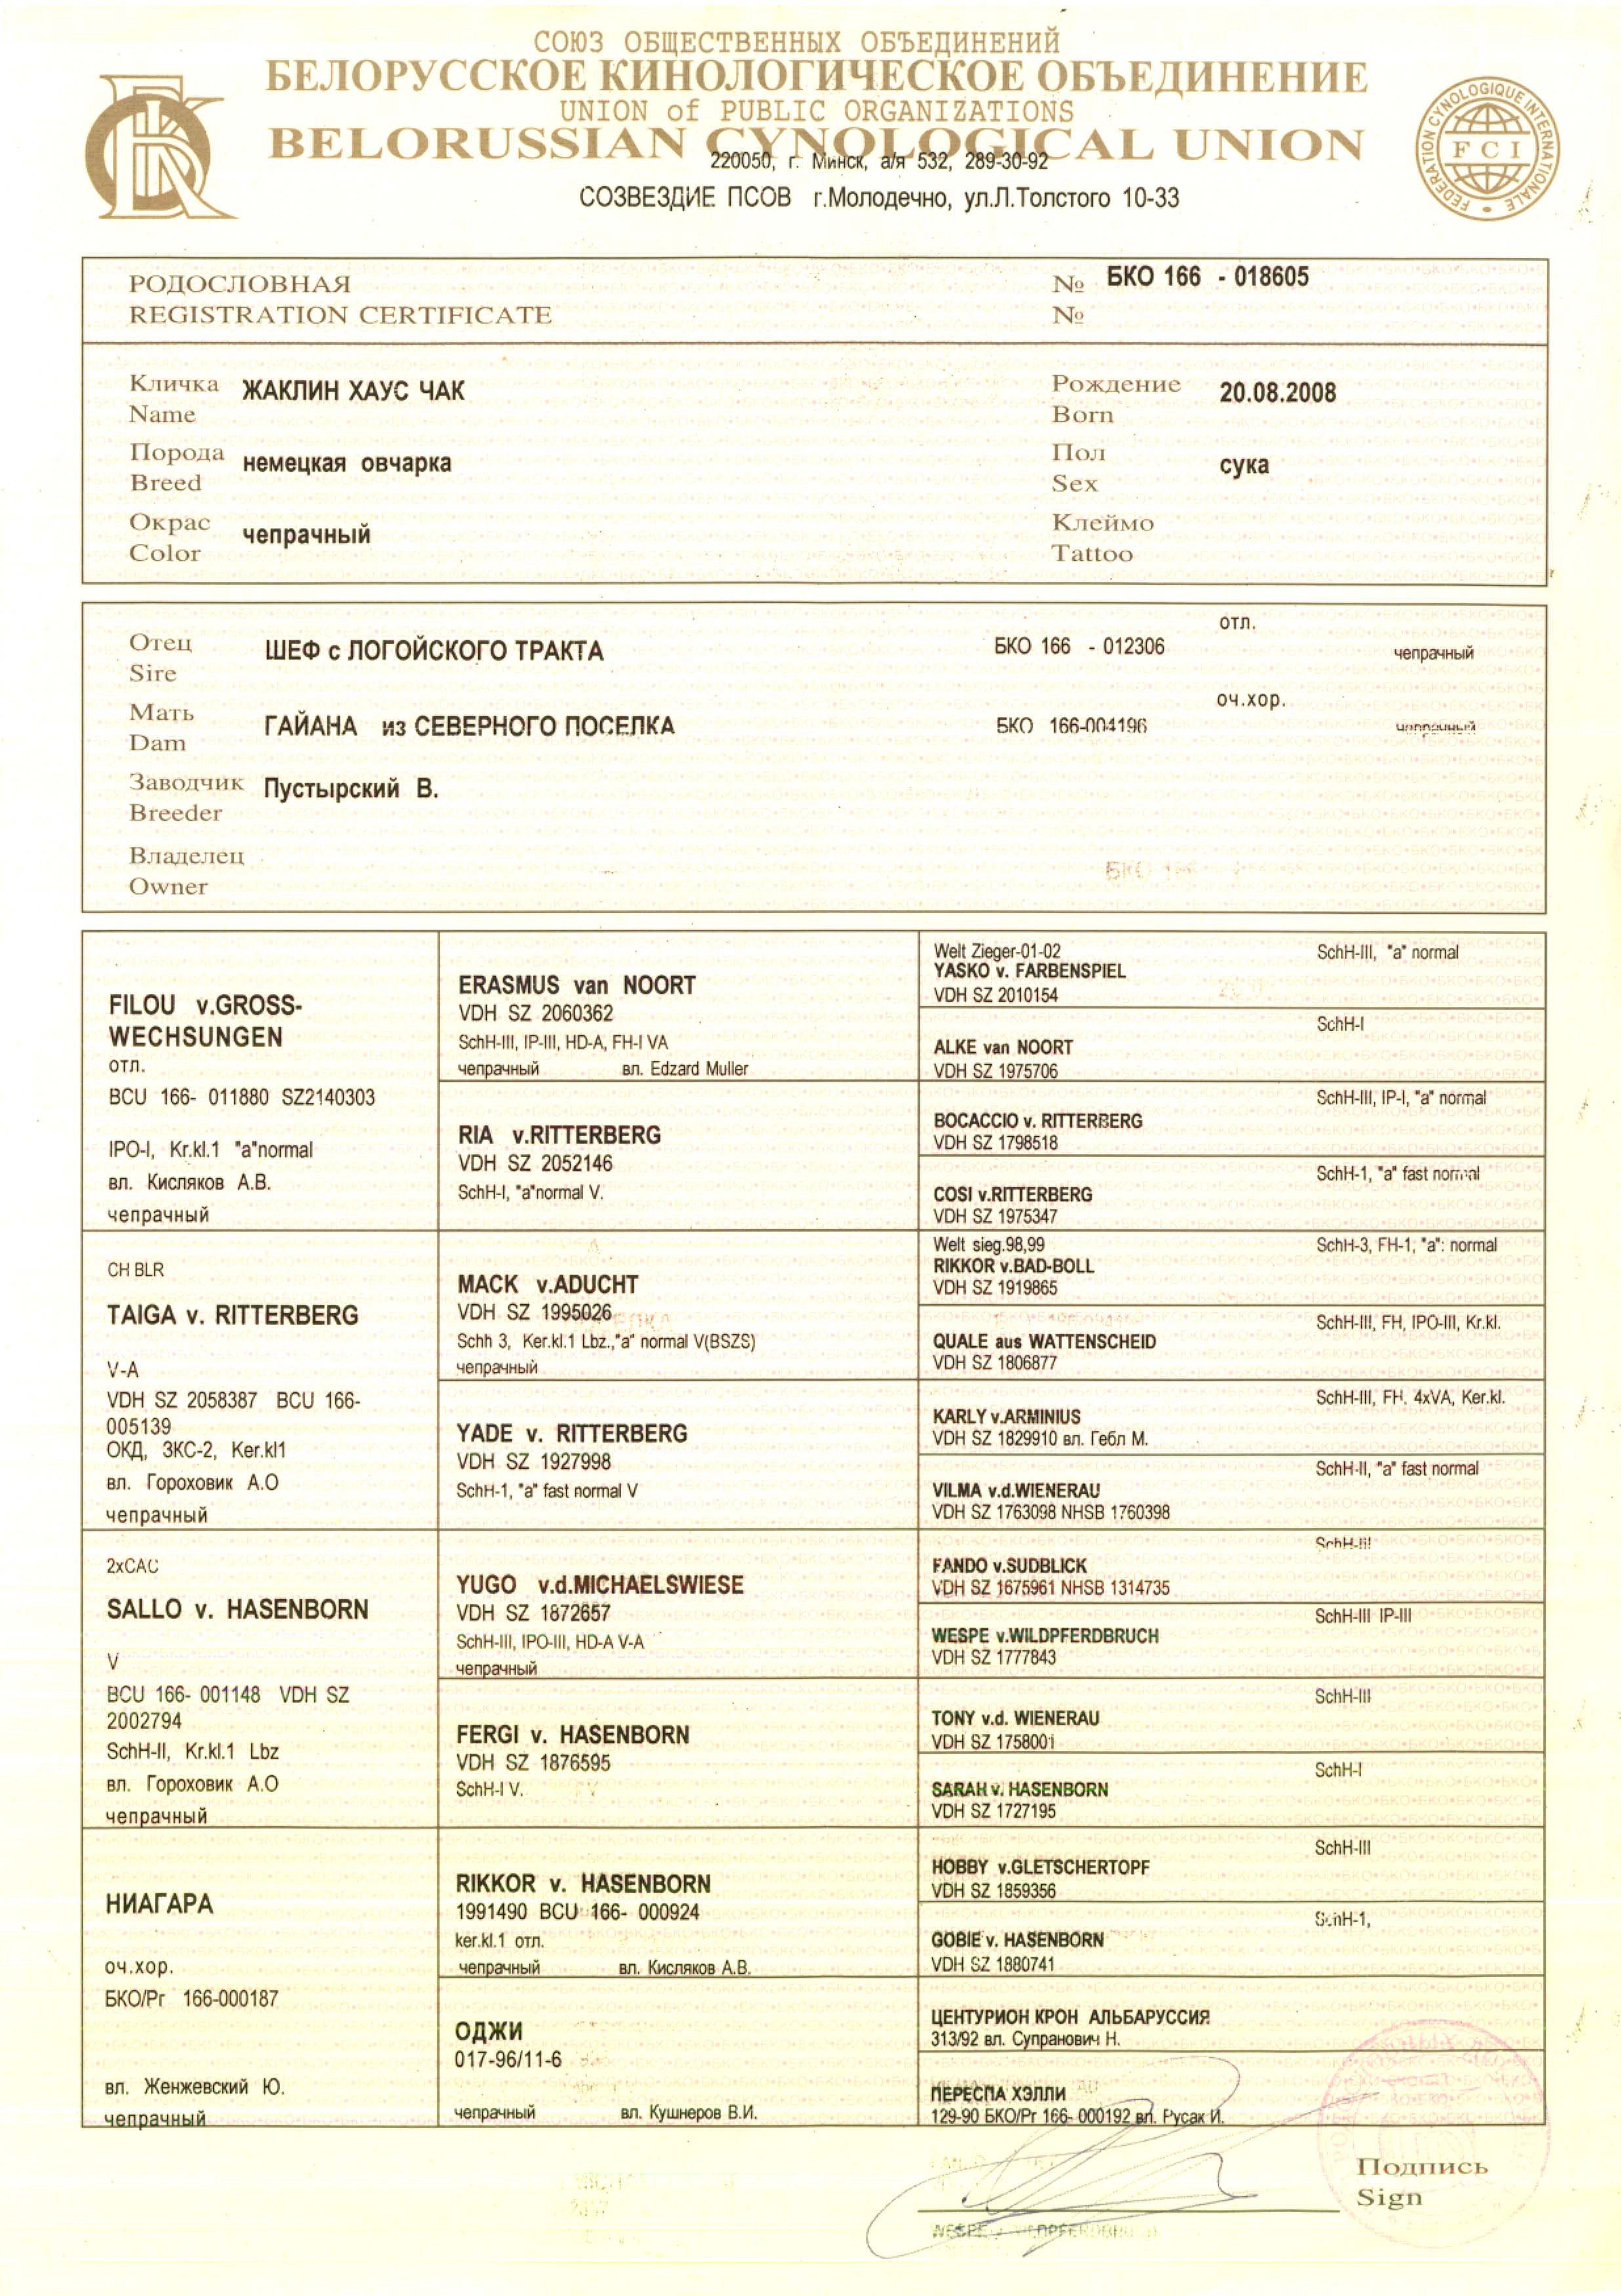 СОЮЗ ОБЩЕСТВЕННЫХ ОБЪЕДИНЕНИЙ
БЕЛОРУССКОЕ КИНОЛОГИЧЕСКОЕ ОБЪЕДИНЕНИЕ
UNION of PUBLIC ORGANIZATIONS
BELORUSSIAN CYNOLOGICAL UNION
220050, г. Минск, а/я 532, 289-30-92
СОЗВЕЗДИЕ ПСОВ г.Молодечно, ул.Л.Толстого 10-33
FEDERATION CYNOLOGIQUE INTERNATIONALE
FCI
РОДОСЛОВНАЯ
REGISTRATION CERTIFICATE
№ БКО 166 - 018605
№
Кличка ЖАКЛИН ХАУС ЧАК
Name
Рождение 20.08.2008
Born
Порода немецкая овчарка
Breed
Пол сука
Sex
Окрас чепрачный
Color
Клеймо
Tattoo
Отец ШЕФ с ЛОГОЙСКОГО ТРАКТА БКО 166 - 012306 отл. чепрачный
Sire
Мать ГАЙАНА из СЕВЕРНОГО ПОСЕЛКА БКО 166-004196 оч.хор. чепрачный
Dam
Заводчик Пустырский В.
Breeder
Владелец
Owner
FILOU v.GROSS-
WECHSUNGEN
отл.
BCU 166- 011880 SZ2140303
IPO-I, Kr.kl.1 "a"normal
вл. Кисляков А.В.
чепрачный
ERASMUS van NOORT
VDH SZ 2060362
SchH-III, IP-III, HD-A, FH-I VA
чепрачный вл. Edzard Muller
RIA v.RITTERBERG
VDH SZ 2052146
SchH-I, "a"normal V.
Welt Zieger-01-02 SchH-III, "a" normal
YASKO v. FARBENSPIEL
VDH SZ 2010154
SchH-I
ALKE van NOORT
VDH SZ 1975706
SchH-III, IP-I, "a" normal
BOCACCIO v. RITTERBERG
VDH SZ 1798518
SchH-1, "a" fast normal
COSI v.RITTERBERG
VDH SZ 1975347
CH BLR
TAIGA v. RITTERBERG
V-A
VDH SZ 2058387 BCU 166-
005139
ОКД, ЗКС-2, Ker.kl1
вл. Гороховик А.О
чепрачный
MACK v.ADUCHT
VDH SZ 1995026
Schh 3, Ker.kl.1 Lbz.,"a" normal V(BSZS)
чепрачный
YADE v. RITTERBERG
VDH SZ 1927998
SchH-1, "a" fast normal V
Welt sieg.98,99 SchH-3, FH-1, "a": normal
RIKKOR v.BAD-BOLL
VDH SZ 1919865
SchH-III, FH, IPO-III, Kr.kl.
QUALE aus WATTENSCHEID
VDH SZ 1806877
SchH-III, FH, 4xVA, Ker.kl.
KARLY v.ARMINIUS
VDH SZ 1829910 вл. Гебл М.
SchH-II, "a" fast normal
VILMA v.d.WIENERAU
VDH SZ 1763098 NHSB 1760398
2xCAC
SALLO v. HASENBORN
V
BCU 166- 001148 VDH SZ
2002794
SchH-II, Kr.kl.1 Lbz
вл. Гороховик А.О
чепрачный
YUGO v.d.MICHAELSWIESE
VDH SZ 1872657
SchH-III, IPO-III, HD-A V-A
чепрачный
FERGI v. HASENBORN
VDH SZ 1876595
SchH-I V.
SchH-III
FANDO v.SUDBLICK
VDH SZ 1675961 NHSB 1314735
SchH-III IP-III
WESPE v.WILDPFERDBRUCH
VDH SZ 1777843
SchH-III
TONY v.d. WIENERAU
VDH SZ 1758001
SchH-I
SARAH v. HASENBORN
VDH SZ 1727195
НИАГАРА
оч.хор.
БКО/Рг 166-000187
вл. Женжевский Ю.
чепрачный
RIKKOR v. HASENBORN
1991490 BCU 166- 000924
ker.kl.1 отл.
чепрачный вл. Кисляков А.В.
ОДЖИ
017-96/11-6
чепрачный вл. Кушнеров В.И.
SchH-III
HOBBY v.GLETSCHERTOPF
VDH SZ 1859356
SchH-1,
GOBIE v. HASENBORN
VDH SZ 1880741
ЦЕНТУРИОН КРОН АЛЬБАРУССИЯ
313/92 вл. Супранович Н.
ПЕРЕСПА ХЭЛЛИ
129-90 БКО/Рг 166- 000192 вл. Русак И.
Подпись
Sign